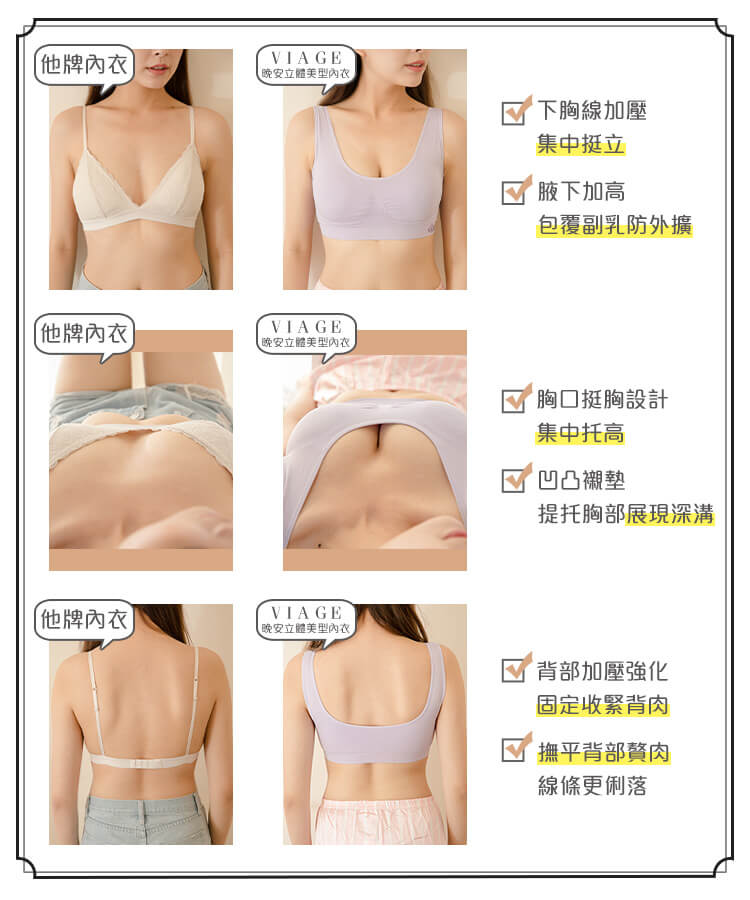 他牌內衣
VIAGE
晚安立體美型內衣
下胸線加壓
集中挺立
腋下加高
包覆副乳防外擴
他牌內衣
VIAGE
晚安立體美型內衣
胸口挺胸設計
集中托高
凹凸襯墊
提托胸部展現深溝
他牌內衣
VIAGE
晚安立體美型內衣
背部加壓強化
固定收緊背肉
撫平背部贅肉
線條更俐落